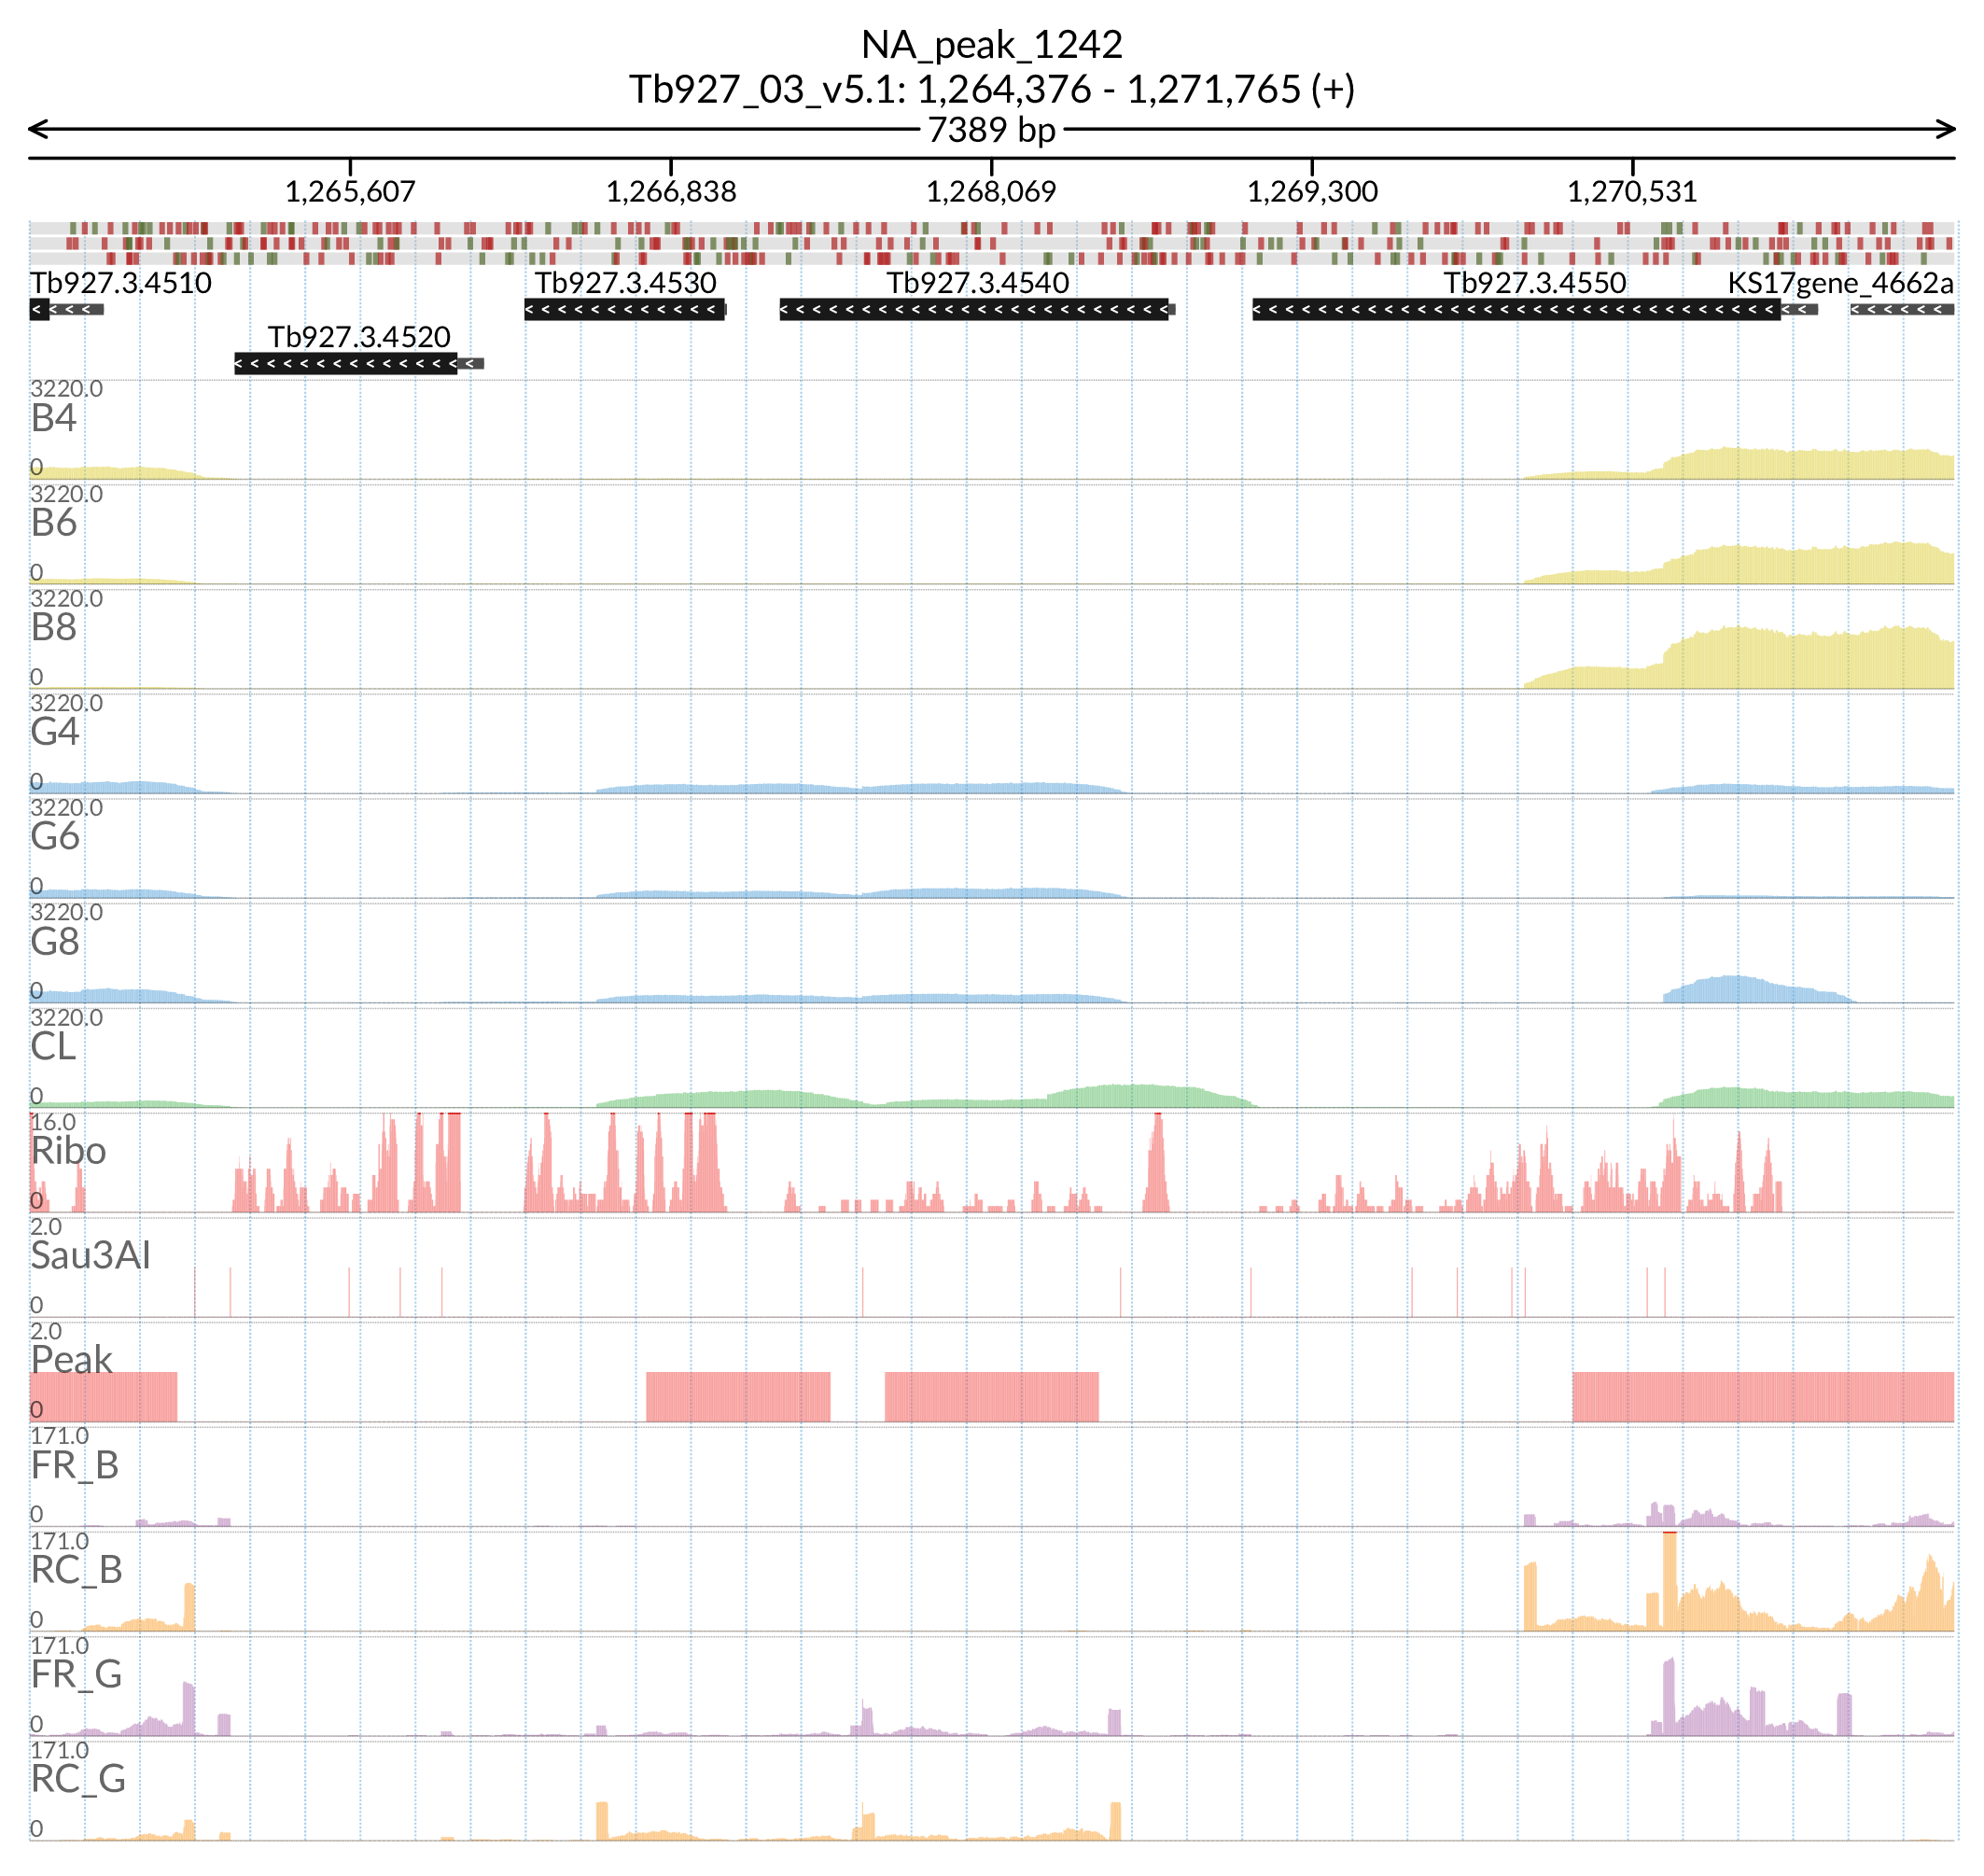 NA_peak_1242
Tb927_03_v5.1: 1,264,376 - 1,271,765 (+)
7389 bp
1,265,607 1,266,838 1,268,069 1,269,300 1,270,531
Tb927.3.4510 Tb927.3.4530 Tb927.3.4540 Tb927.3.4550 KS17gene_4662a
Tb927.3.4520
3220.0
B4
0
3220.0
B6
0
3220.0
B8
0
3220.0
G4
0
3220.0
G6
0
3220.0
G8
0
3220.0
CL
0
16.0
Ribo
0
2.0
Sau3AI
0
2.0
Peak
0
171.0
FR_B
0
171.0
RC_B
0
171.0
FR_G
0
171.0
RC_G
0